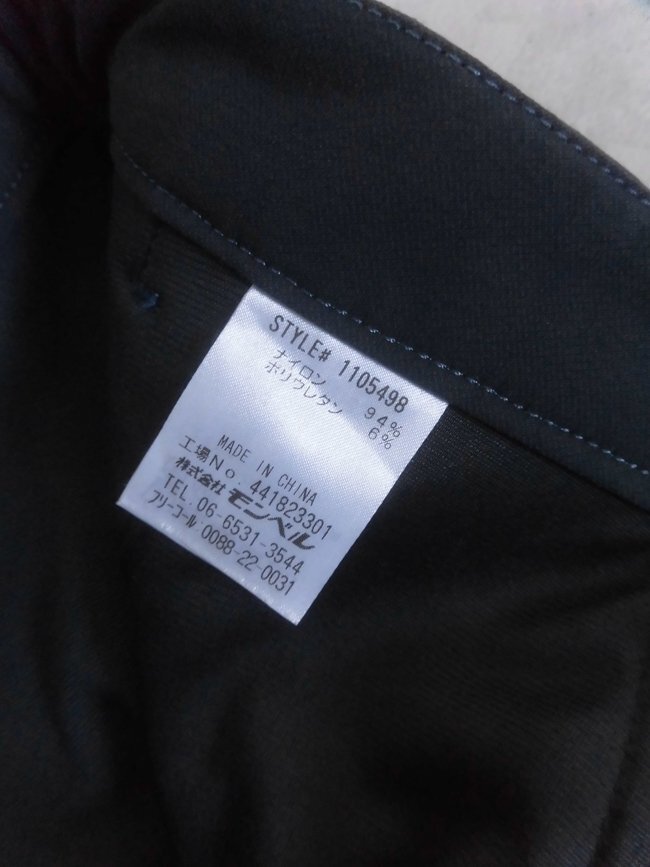 STYLE# 1105498
ナイロン 94%
ポリウレタン 6%
MADE IN CHINA
工場No. 441823301
株式会社 モンベル
TEL. 06-6531-3544
フリーコール 0088-22-0031